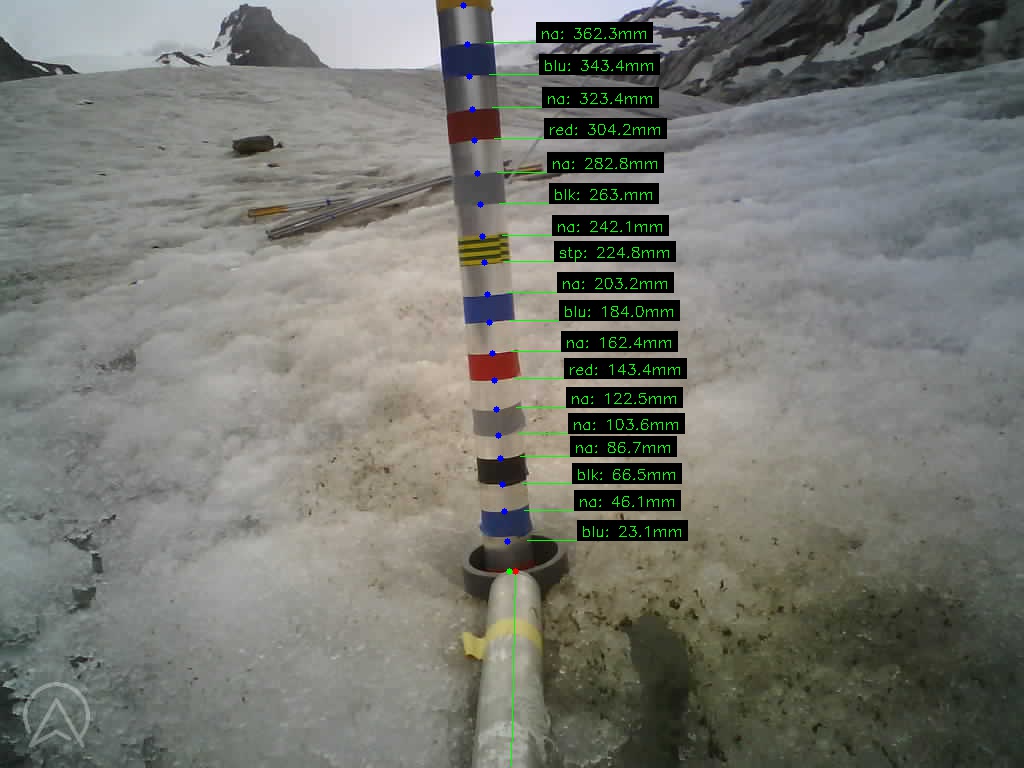 na: 362.3mm
blu: 343.4mm
na: 323.4mm
red: 304.2mm
na: 282.8mm
blk: 263.mm
na: 242.1mm
stp: 224.8mm
na: 203.2mm
blu: 184.0mm
na: 162.4mm
red: 143.4mm
na: 122.5mm
na: 103.6mm
na: 86.7mm
blk: 66.5mm
na: 46.1mm
blu: 23.1mm